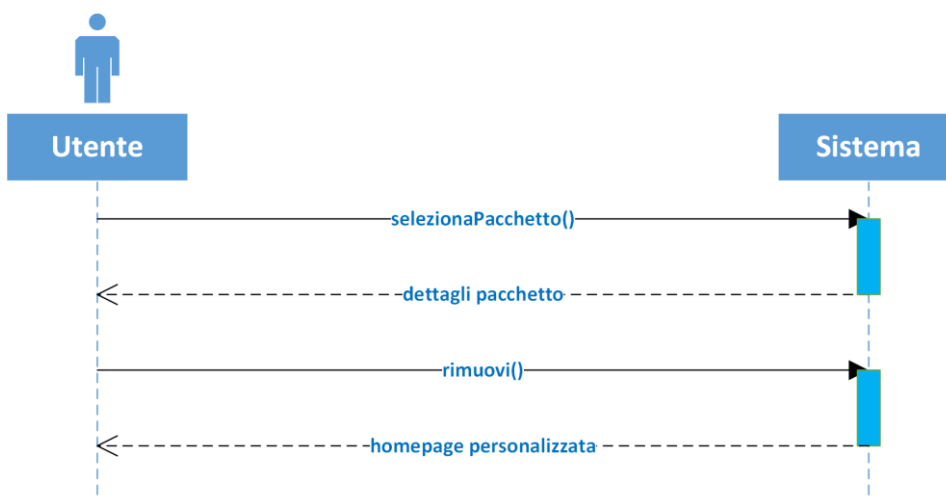 Utente
Sistema
selezionaPacchetto()
dettagli pacchetto
rimuovi()
homepage personalizzata